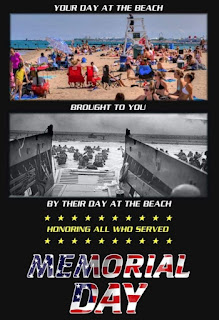 YOUR DAY AT THE BEACH
BROUGHT TO YOU
BY THEIR DAY AT THE BEACH
HONORING ALL WHO SERVED
MEMORIAL
DAY